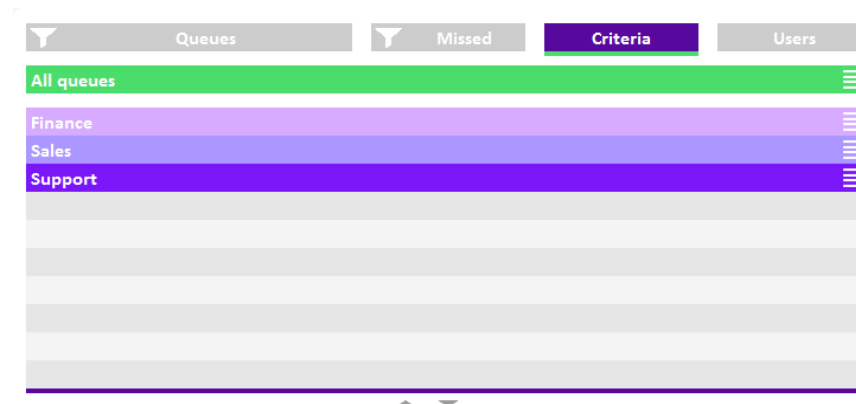 Queues Missed Criteria Users
All queues
Finance
Sales
Support